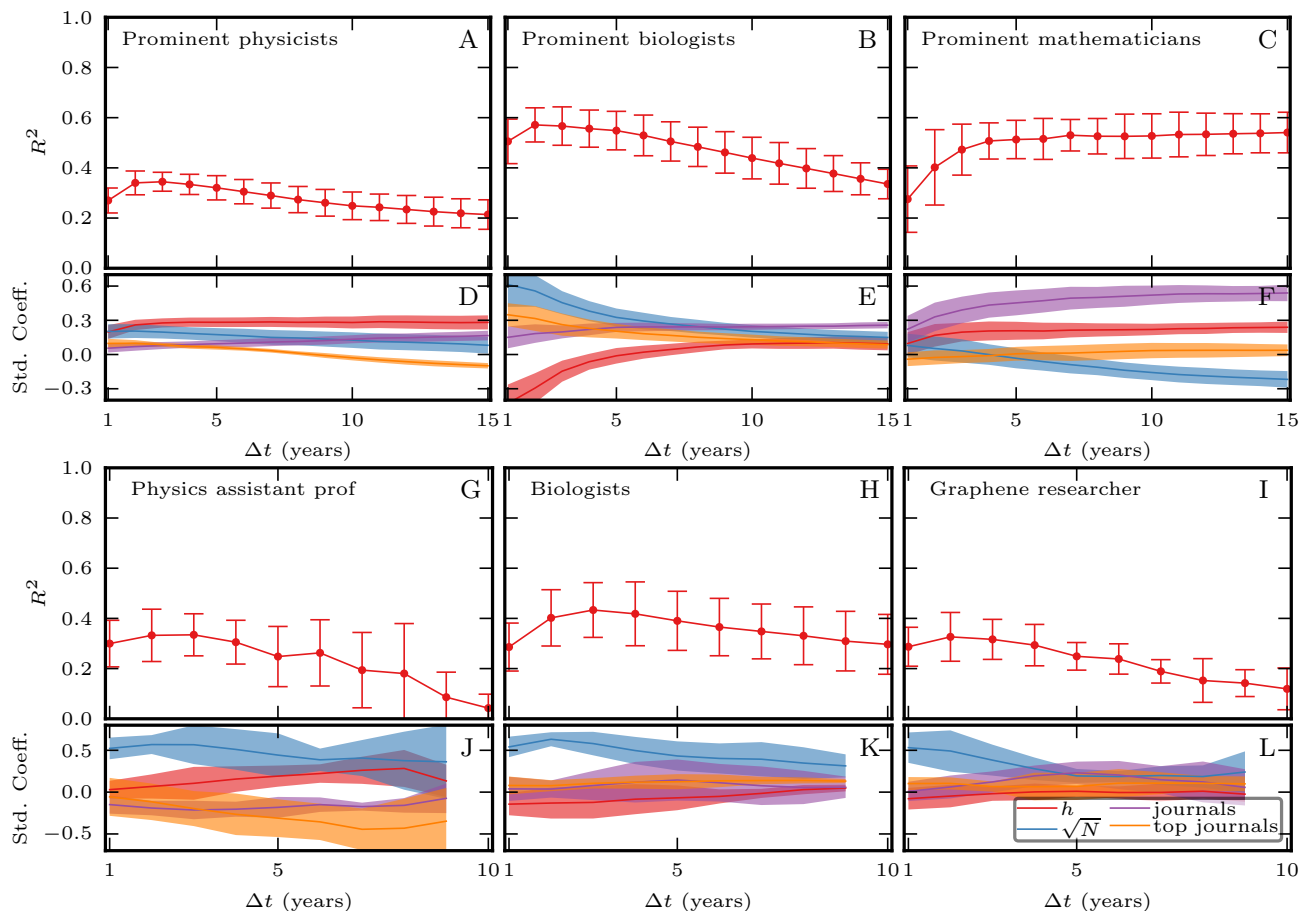 1.0
0.8
0.6
0.4
0.2
0.0
R²
Prominent physicists
A
Prominent biologists
B
Prominent mathematicians
C
0.6
0.3
0.0
−0.3
Std. Coeff.
D
E
F
1
5
10
15
1
5
10
15
1
5
10
15
Δt (years)
Δt (years)
Δt (years)
1.0
0.8
0.6
0.4
0.2
0.0
R²
Physics assistant prof
G
Biologists
H
Graphene researcher
I
0.5
0.0
−0.5
Std. Coeff.
J
K
L
h
√N
journals
top journals
1
5
10
1
5
10
1
5
10
Δt (years)
Δt (years)
Δt (years)